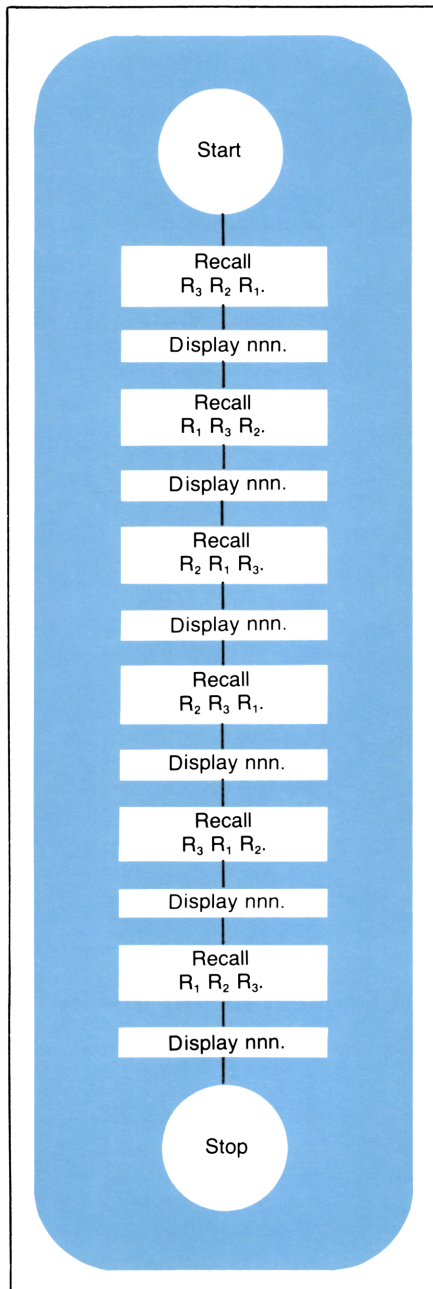 Start
Recall
R₃ R₂ R₁.
Display nnn.
Recall
R₁ R₃ R₂.
Display nnn.
Recall
R₂ R₁ R₃.
Display nnn.
Recall
R₂ R₃ R₁.
Display nnn.
Recall
R₃ R₁ R₂.
Display nnn.
Recall
R₁ R₂ R₃.
Display nnn.
Stop